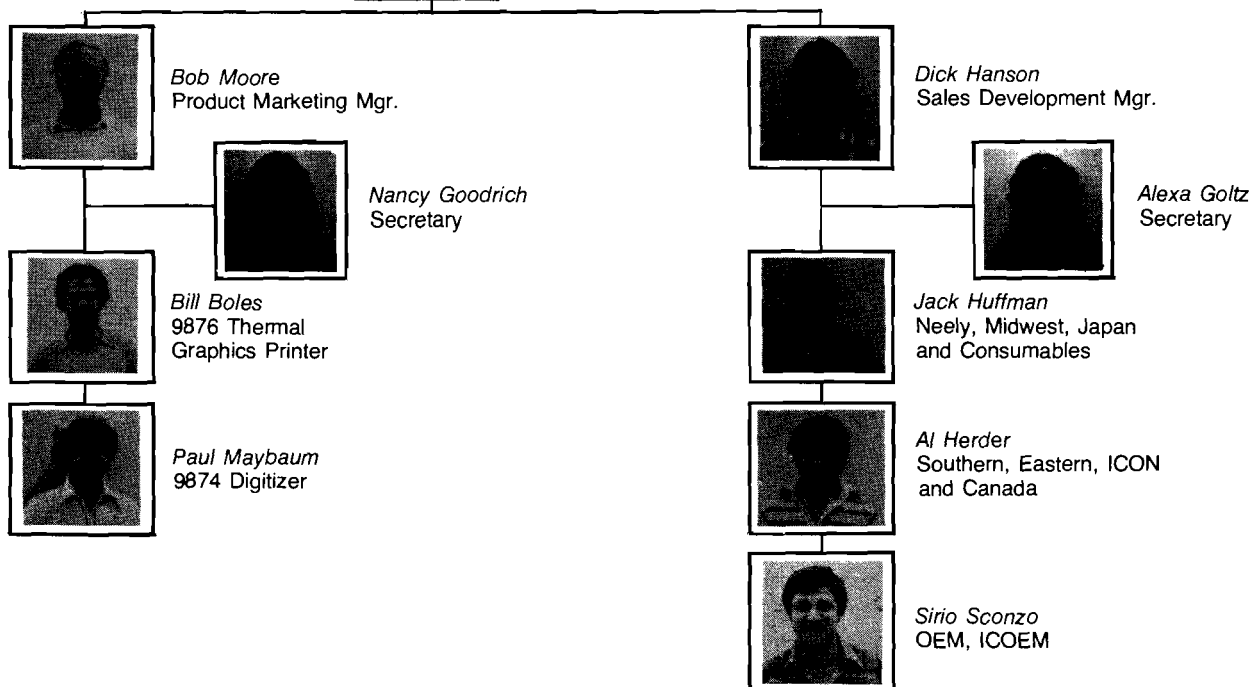 Bob Moore
Product Marketing Mgr.
Nancy Goodrich
Secretary
Bill Boles
9876 Thermal
Graphics Printer
Paul Maybaum
9874 Digitizer
Dick Hanson
Sales Development Mgr.
Alexa Goltz
Secretary
Jack Huffman
Neely, Midwest, Japan
and Consumables
Al Herder
Southern, Eastern, ICON
and Canada
Sirio Sconzo
OEM, ICOEM